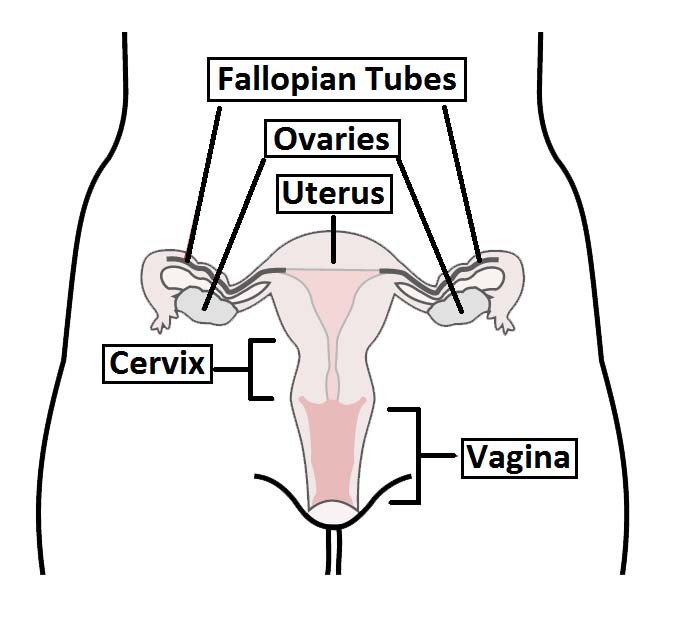 Fallopian Tubes
Ovaries
Uterus
Cervix
Vagina